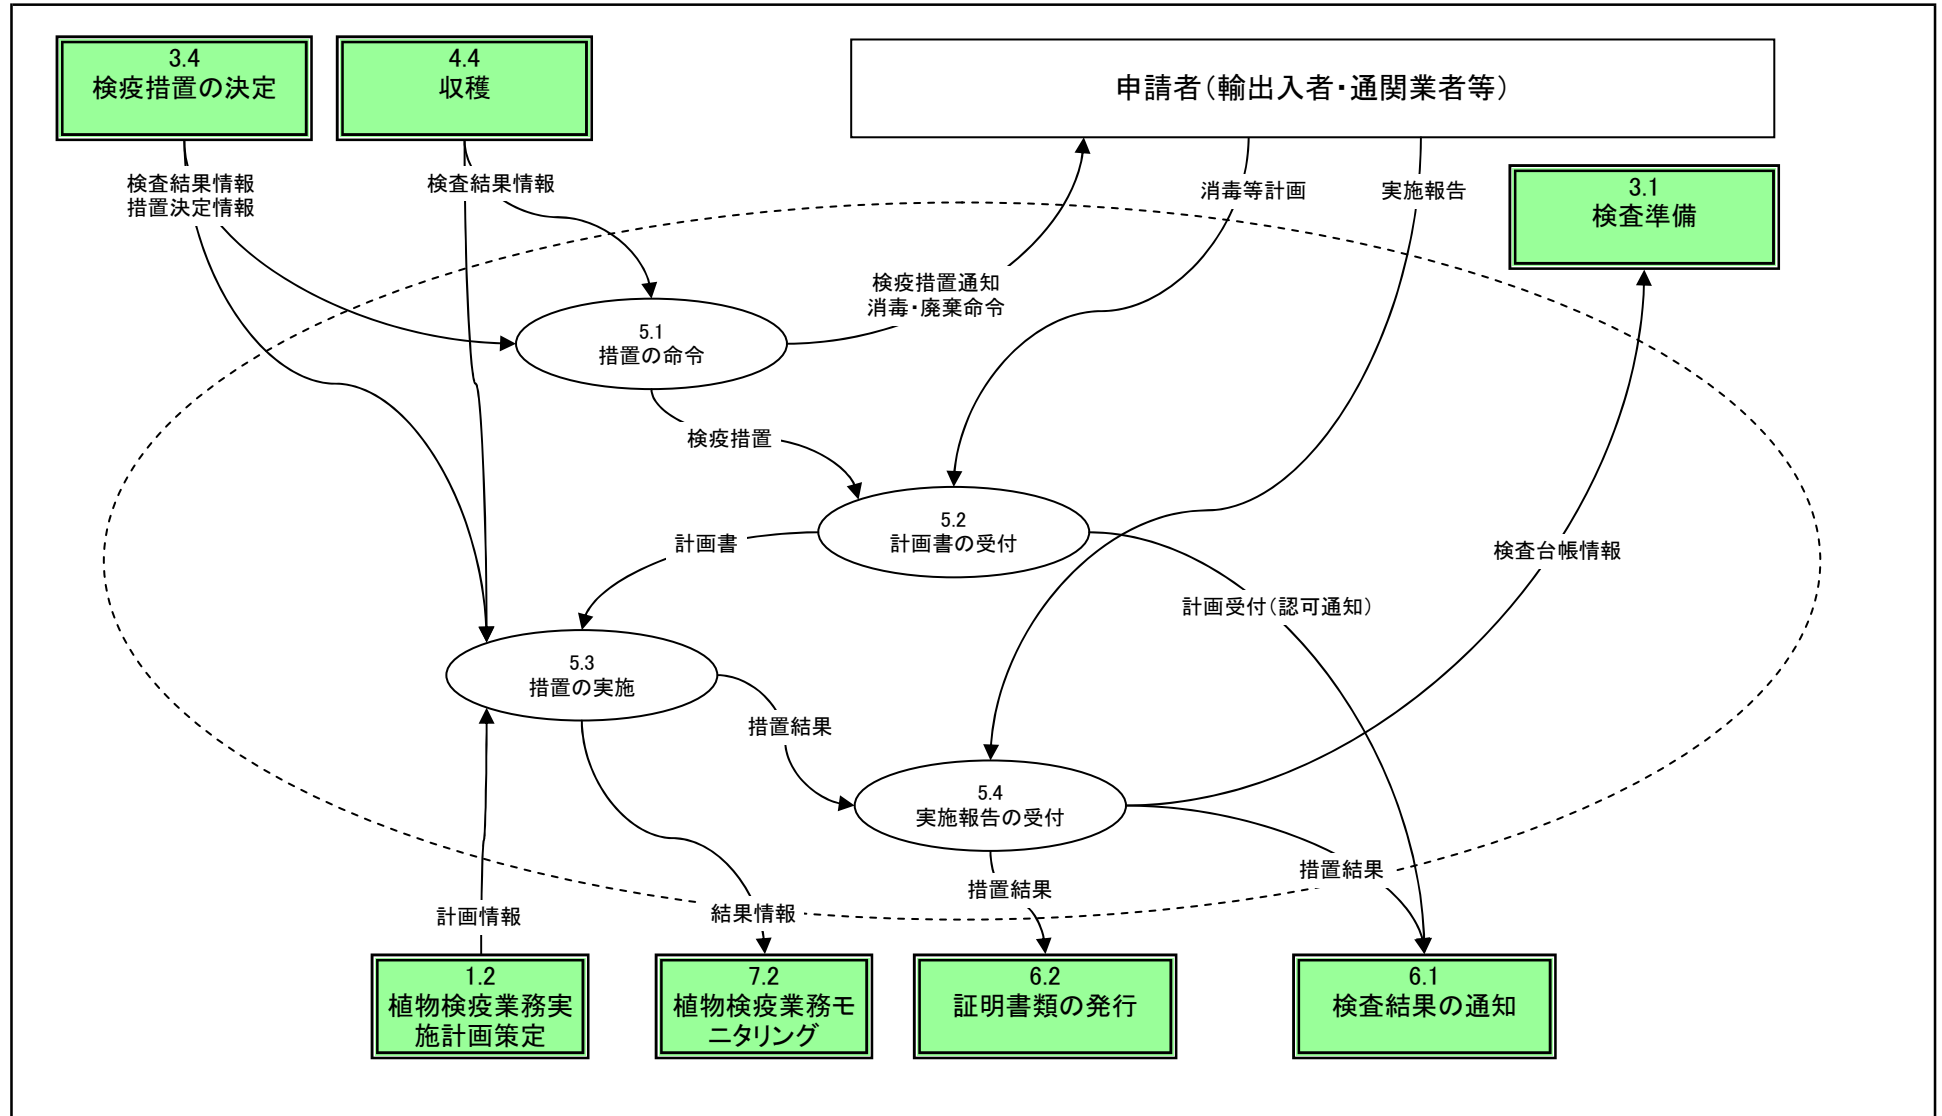 3.4
検疫措置の決定
4.4
収穫
申請者（輸出入者・通関業者等）
3.1
検査準備
検査結果情報
措置決定情報
検査結果情報
消毒等計画
実施報告
検疫措置通知
消毒・廃棄命令
5.1
措置の命令
検疫措置
5.2
計画書の受付
計画書
検査台帳情報
計画受付（認可通知）
5.3
措置の実施
措置結果
5.4
実施報告の受付
措置結果
措置結果
計画情報
結果情報
1.2
植物検疫業務実
施計画策定
7.2
植物検疫業務モ
ニタリング
6.2
証明書類の発行
6.1
検査結果の通知